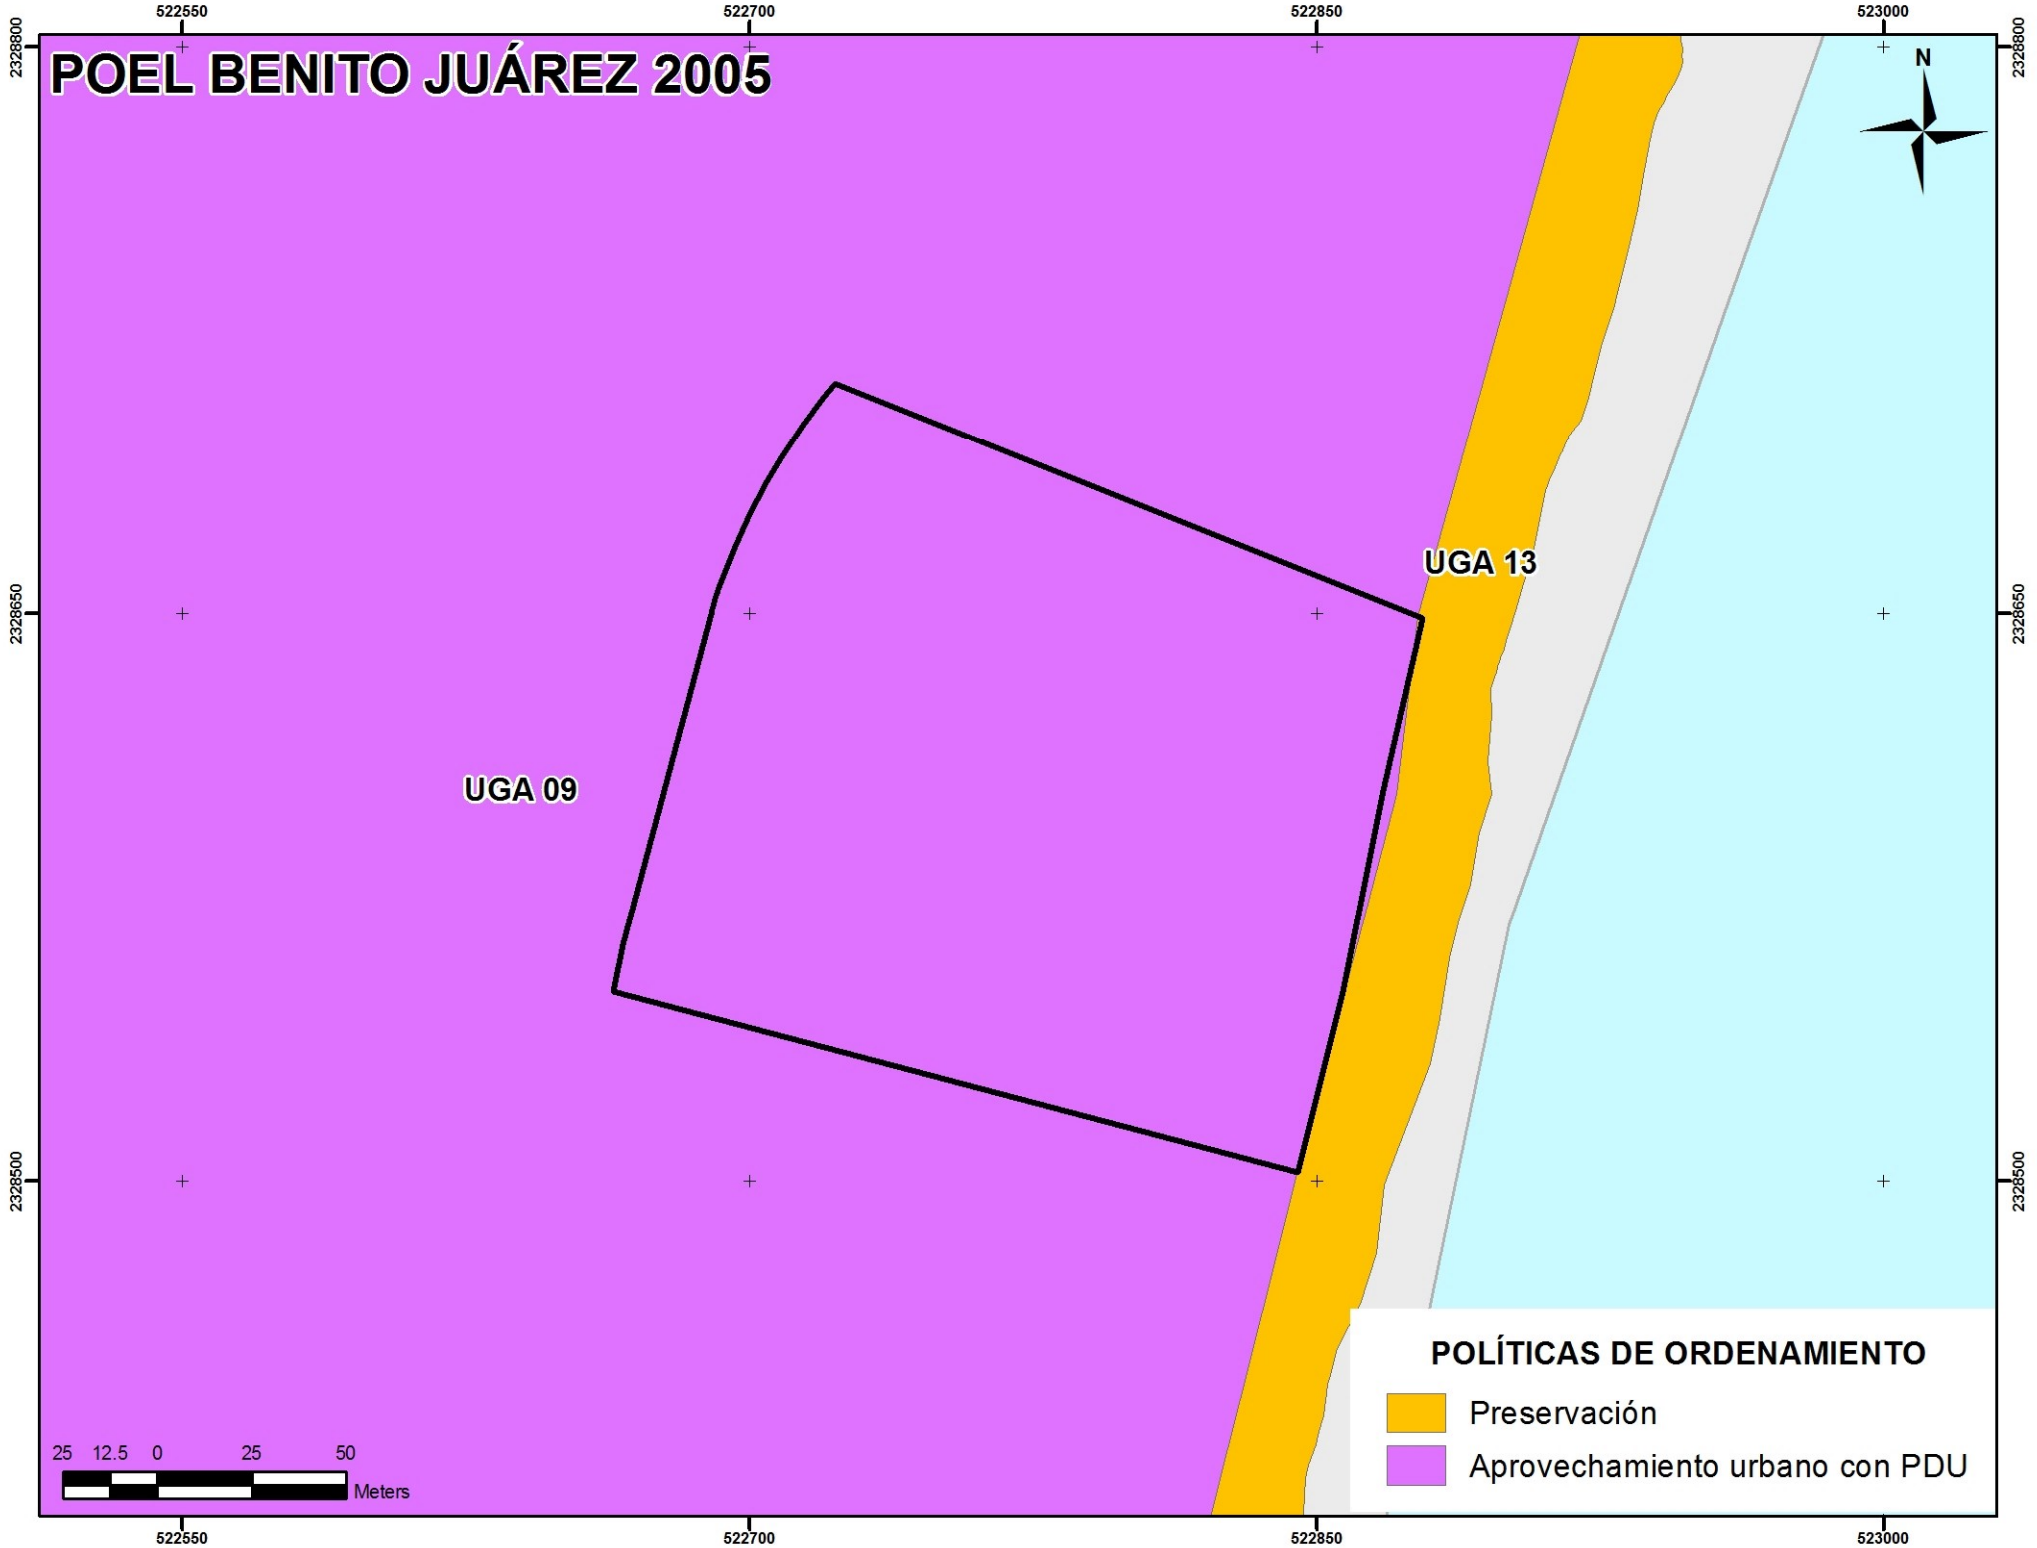 522550 522700 522850 523000
2328800 2328800
POEL BENITO JUÁREZ 2005
N
UGA 13
2328650 2328650
UGA 09
2328500 2328500
POLÍTICAS DE ORDENAMIENTO
Preservación
Aprovechamiento urbano con PDU
25 12.5 0 25 50
Meters
522550 522700 522850 523000